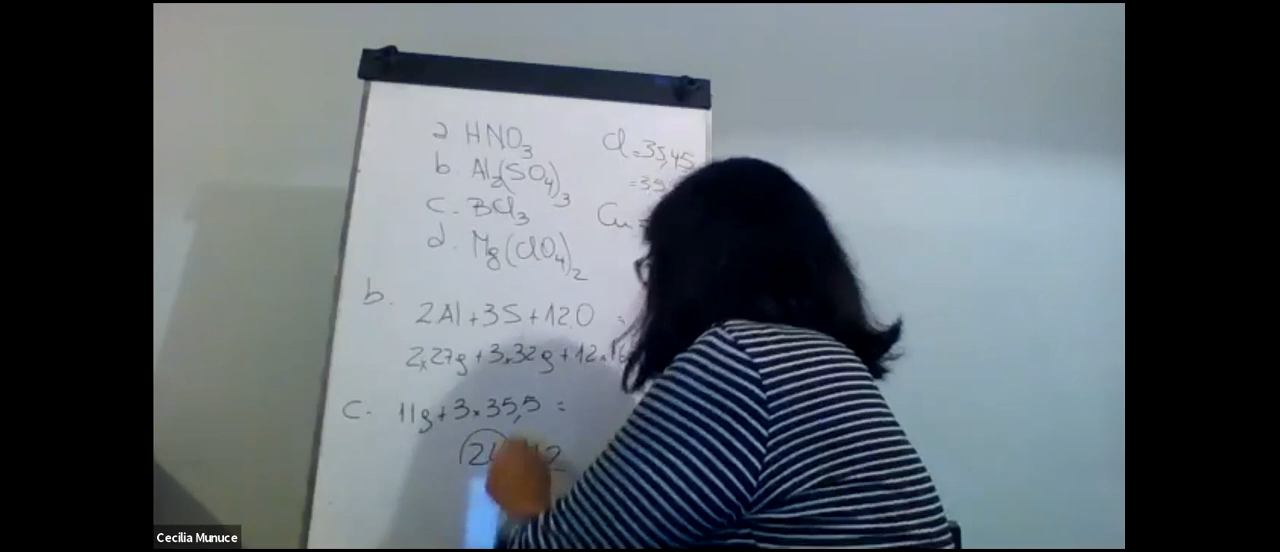 a HNO3
b. Al2(SO4)3
c. BCl3
d. Mg(ClO4)2
Cl=35,45
Cu
b. 2Al+3S+12O =
2x27g+3x32g+12x16
c. 11g+3x35,5=
Cecilia Munuce